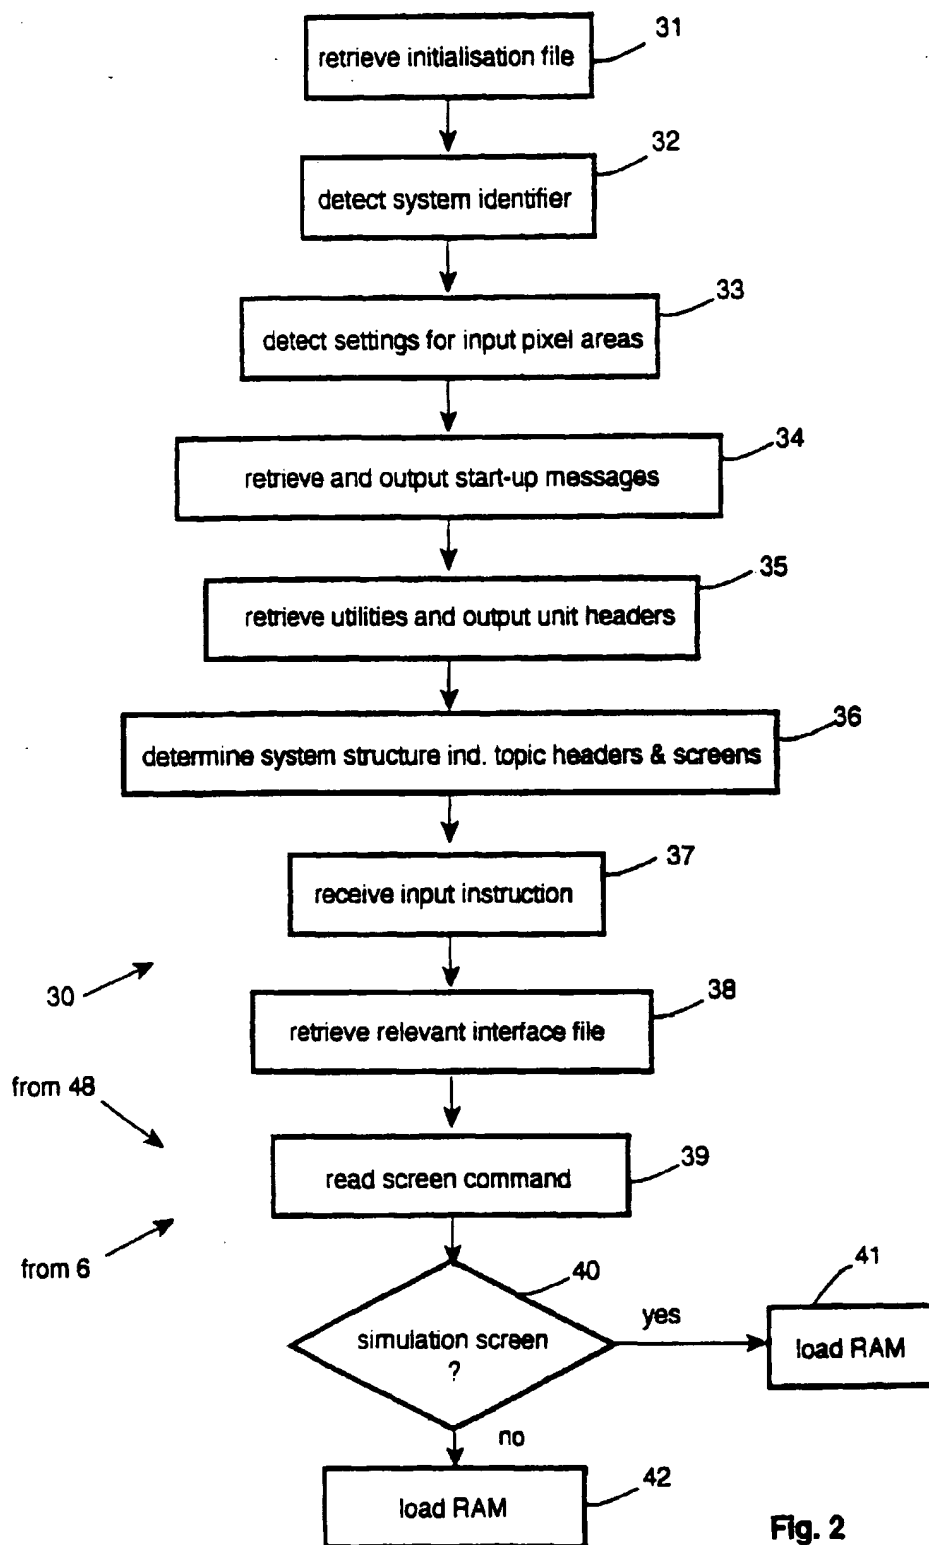 31
retrieve initialisation file
32
detect system identifier
33
detect settings for input pixel areas
34
retrieve and output start-up messages
35
retrieve utilities and output unit headers
36
determine system structure ind. topic headers & screens
37
receive input instruction
30
38
retrieve relevant interface file
from 48
39
read screen command
from 6
40
simulation screen
?
yes
41
load RAM
no
42
load RAM
Fig. 2